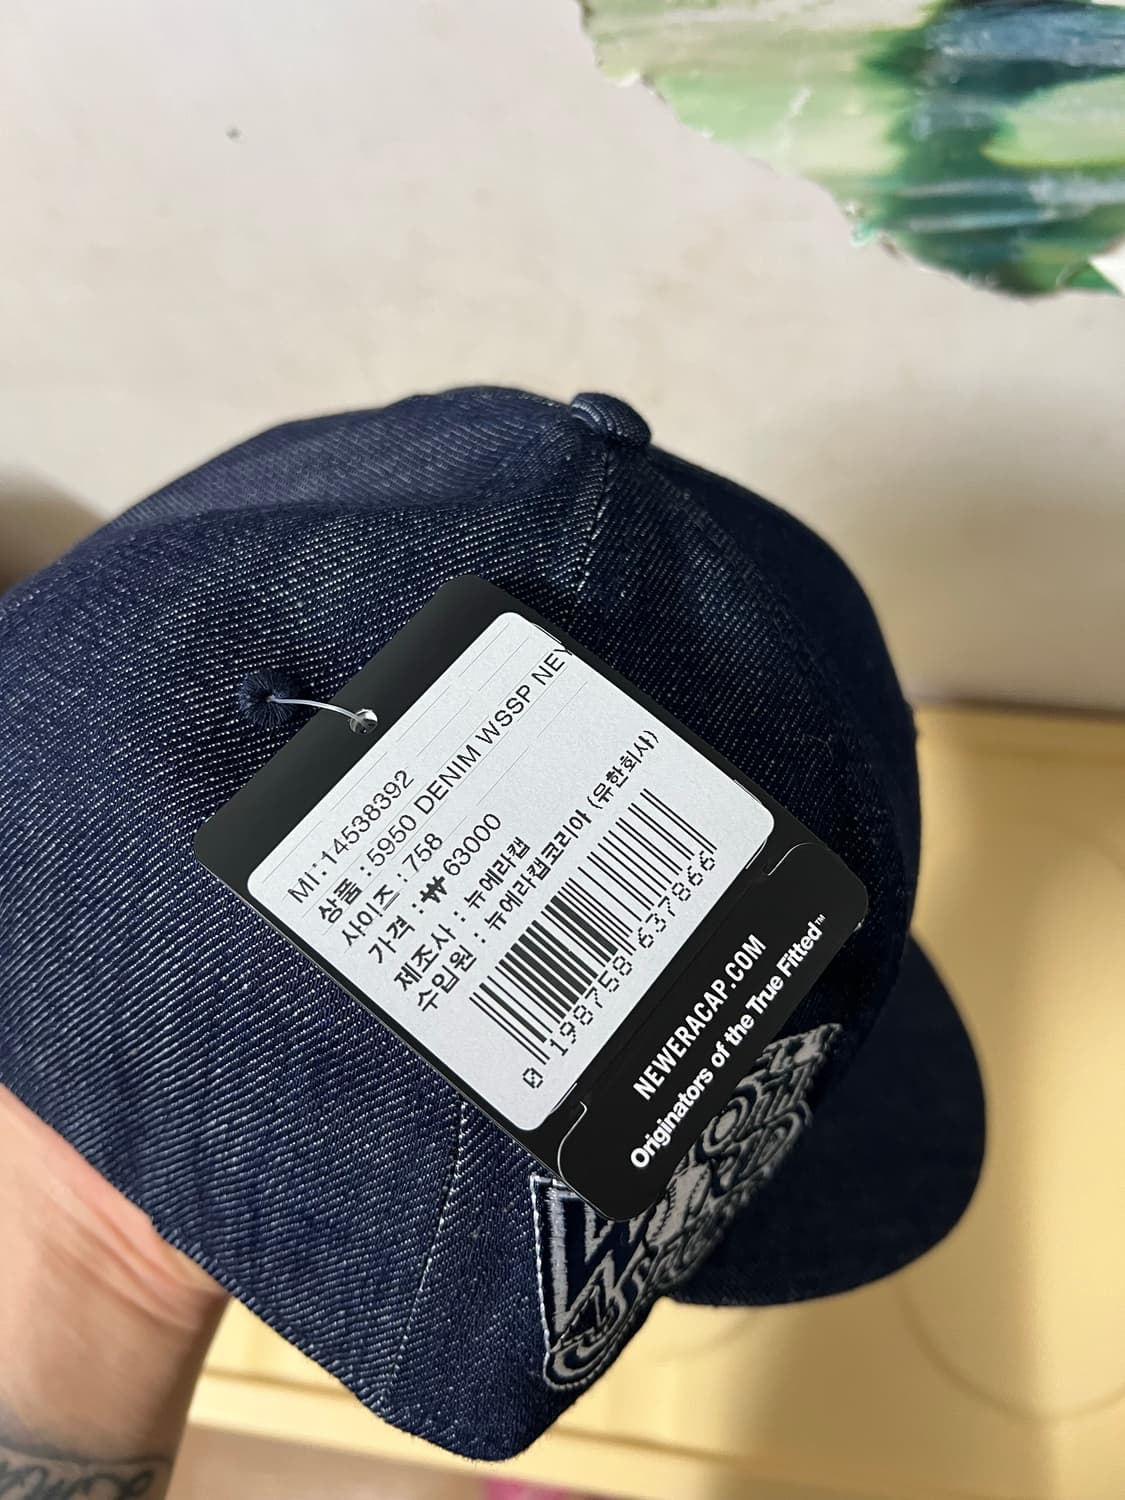 MI:14538392
상품 : 5950 DENIM WSSP NEY
사이즈 : 758
가격 : ₩ 63000
제조사 : 뉴에라캡
수입원 : 뉴에라캡코리아 (유한회사)
0 198758 637866
NEWERACAP.COM
Originators of the True Fitted™